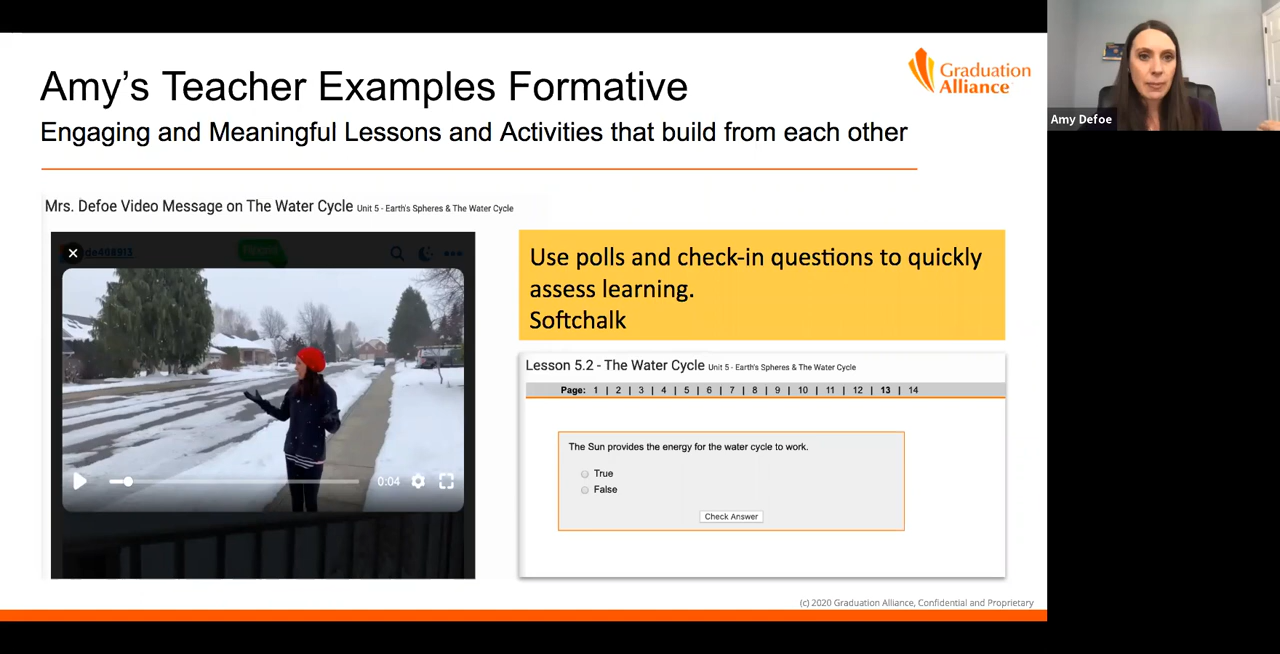 Amy's Teacher Examples Formative
Graduation
Alliance
Engaging and Meaningful Lessons and Activities that build from each other
Amy Defoe
Mrs. Defoe Video Message on The Water Cycle Unit 5 - Earth's Spheres & The Water Cycle
0:04
Use polls and check-in questions to quickly
assess learning.
Softchalk
Lesson 5.2 - The Water Cycle Unit 5 - Earth's Spheres & The Water Cycle
Page: 1 | 2 | 3 | 4 | 5 | 6 | 7 | 8 | 9 | 10 | 11 | 12 | 13 | 14
The Sun provides the energy for the water cycle to work.
True
False
Check Answer
(c) 2020 Graduation Alliance, Confidential and Proprietary